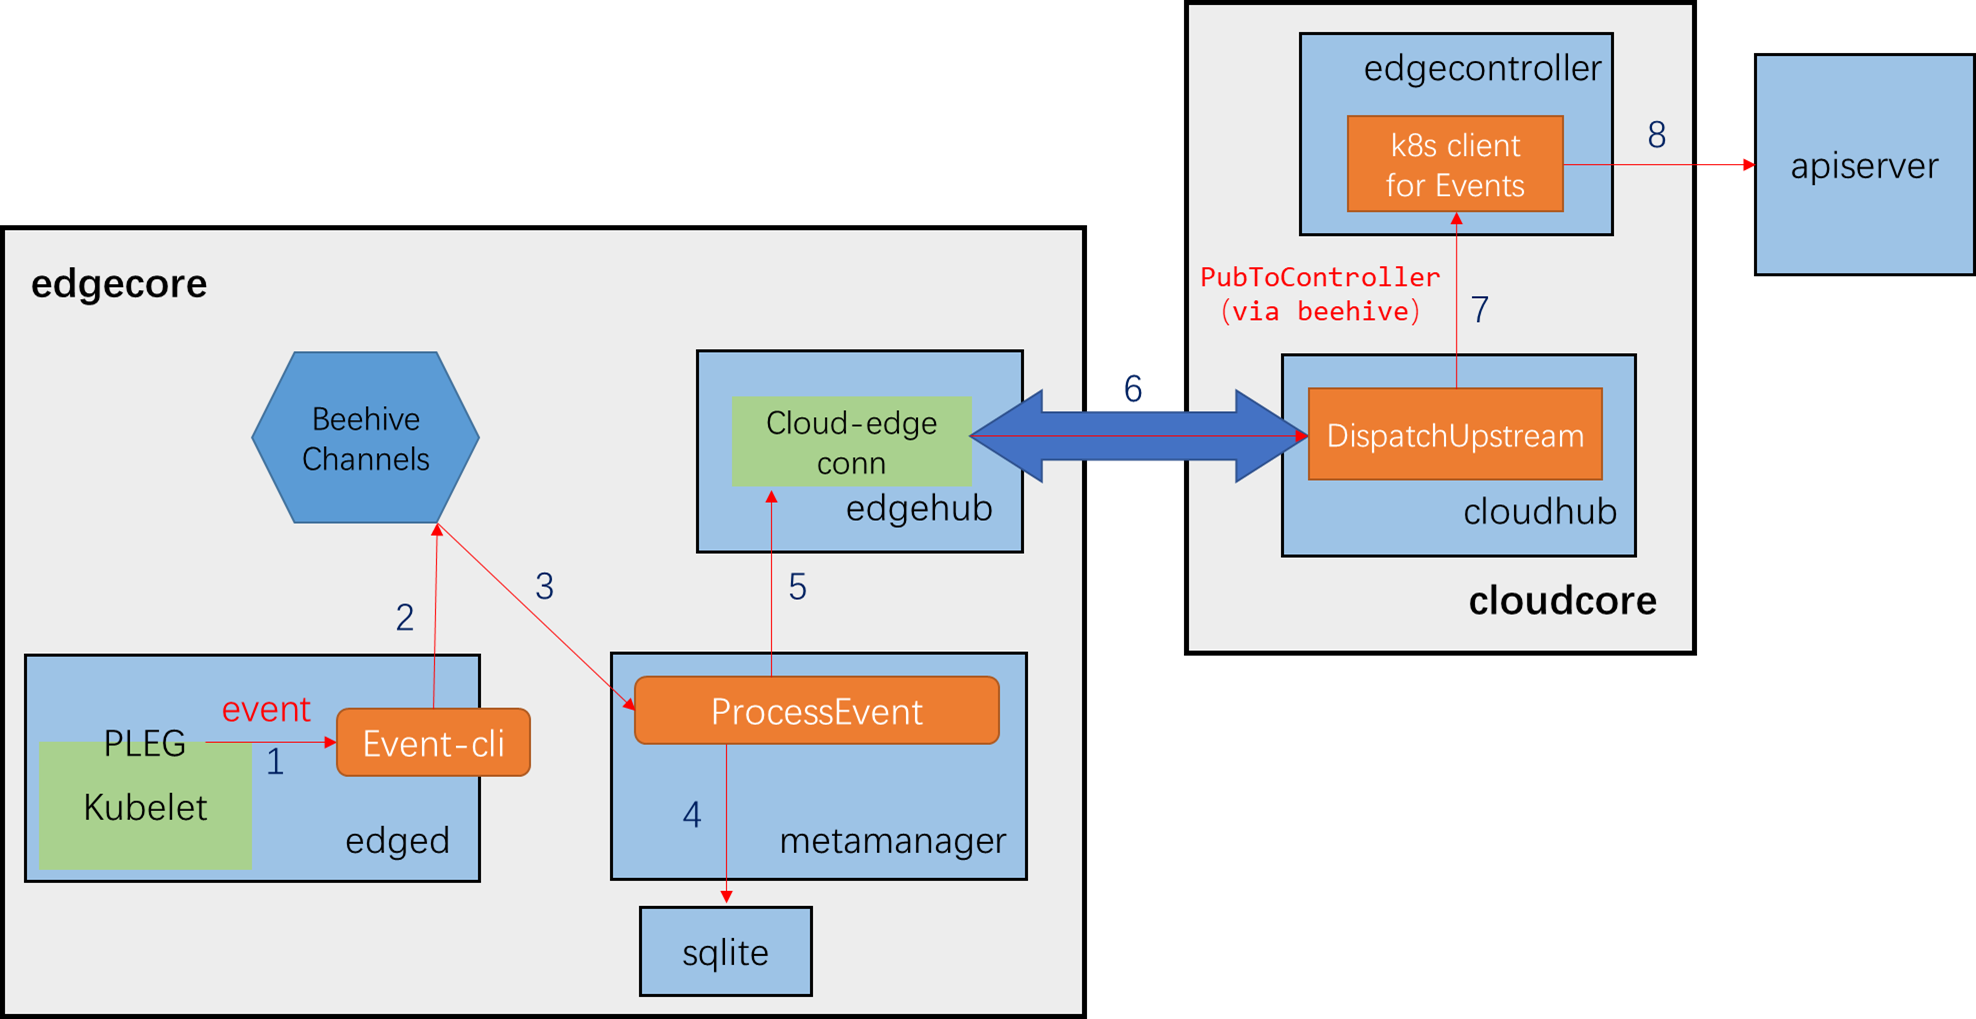 edgecontroller
k8s client
for Events
8
apiserver
PubToController
（via beehive）
7
DispatchUpstream
cloudhub
cloudcore
6
edgecore
Beehive
Channels
Cloud-edge
conn
edgehub
2
3
5
event
PLEG
1
Event-cli
Kubelet
edged
ProcessEvent
4
metamanager
sqlite